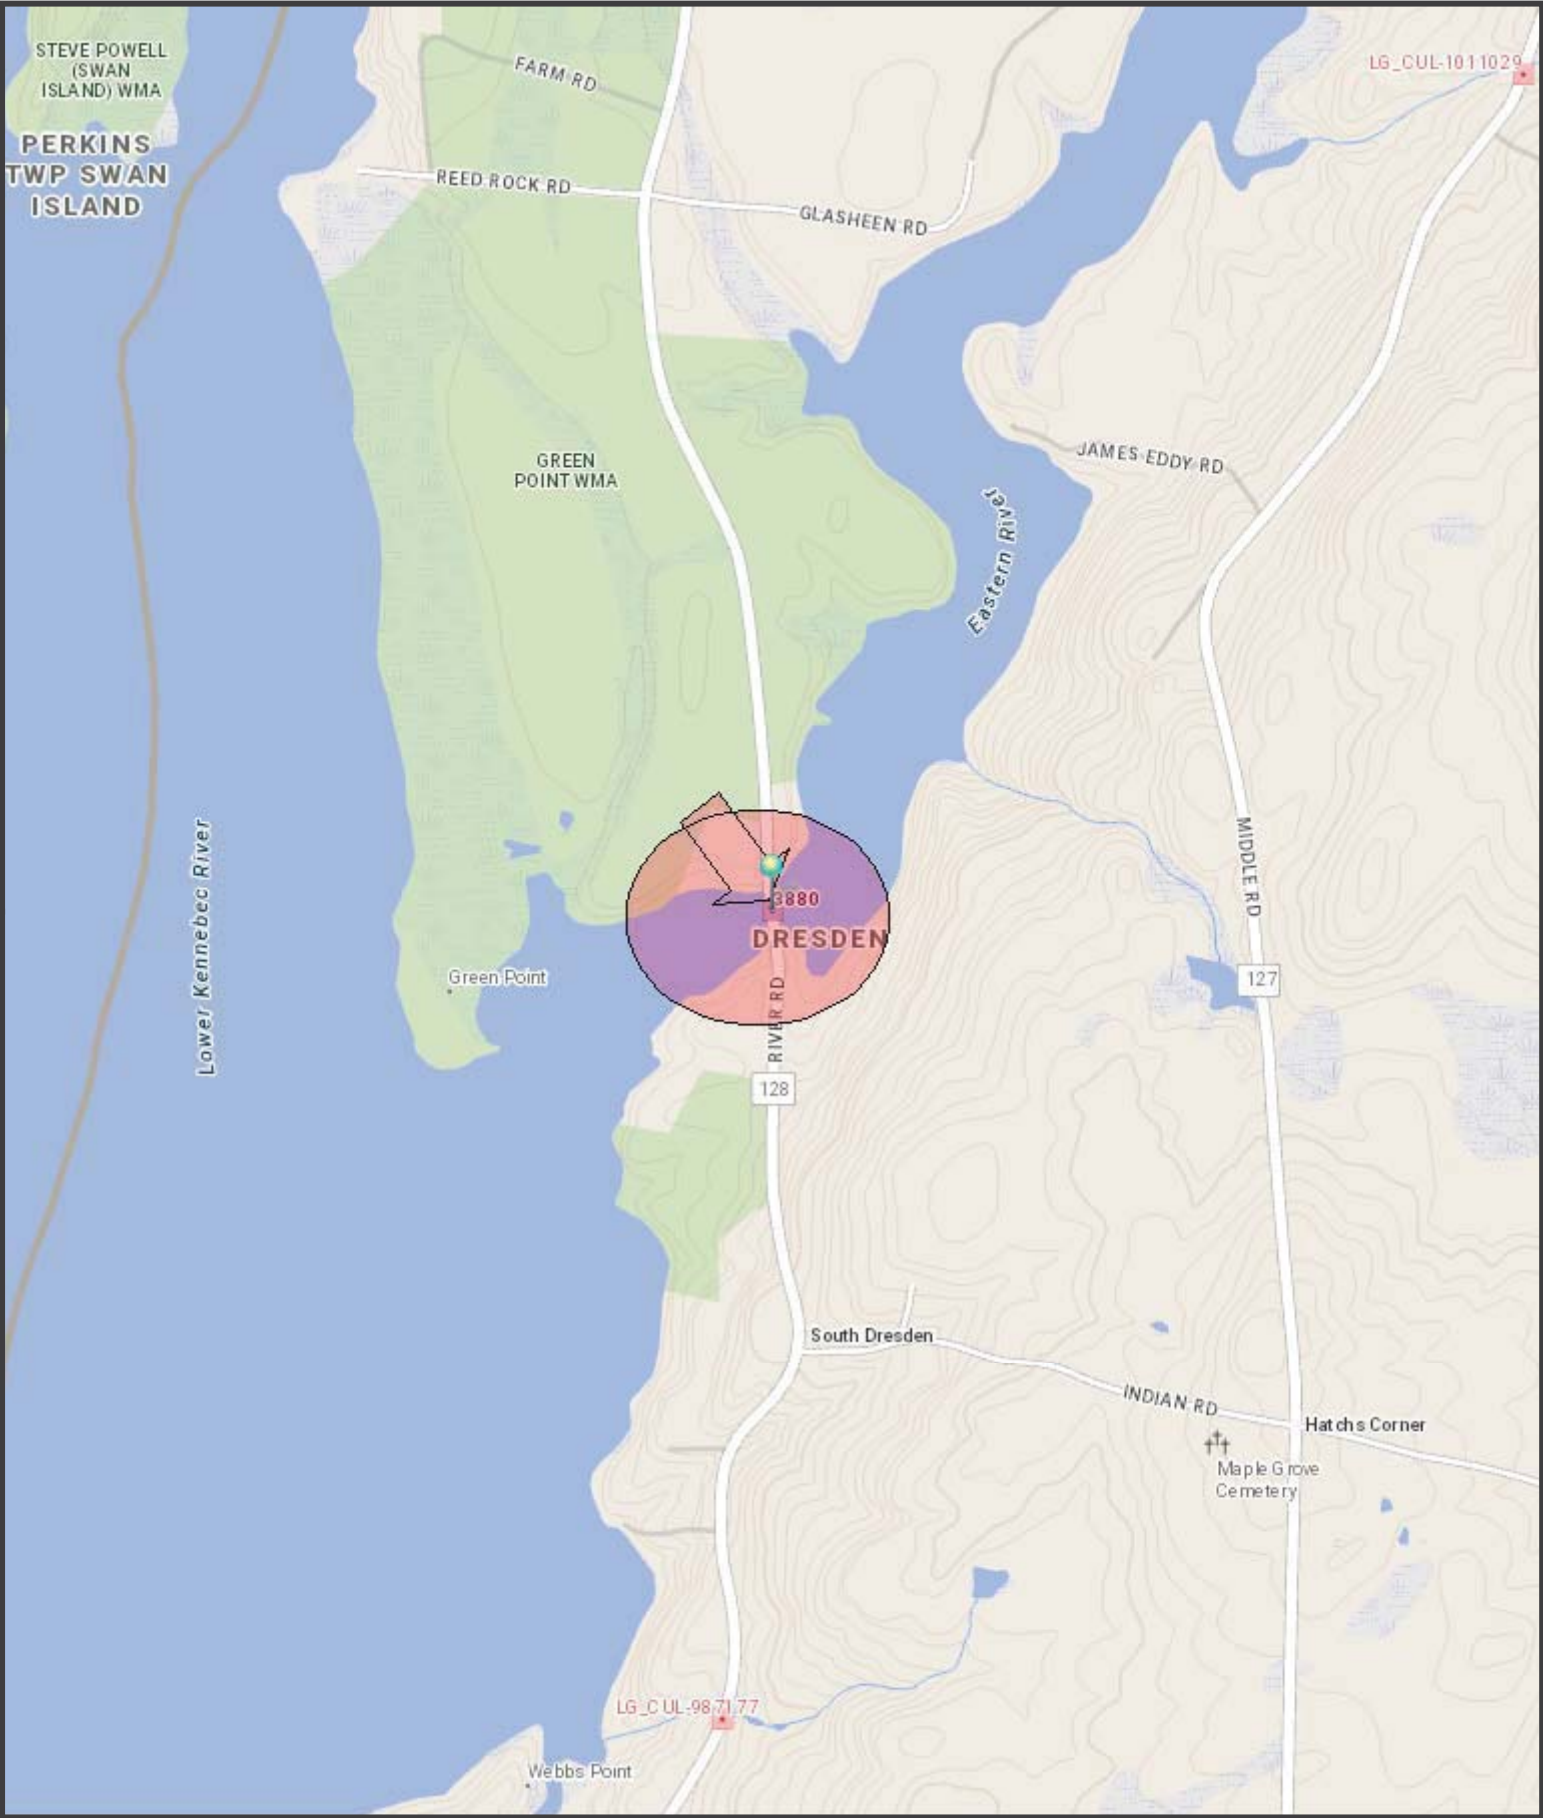 STEVE POWELL
(SWAN
ISLAND) WMA
FARM RD
LG_CUL-1011029
PERKINS
TWP SWAN
ISLAND
REED ROCK RD
GLASHEEN RD
GREEN
POINT WMA
JAMES EDDY RD
Eastern River
MIDDLE RD
3880
DRESDEN
Lower Kennebec River
Green Point
127
RIVER RD
128
South Dresden
INDIAN RD
Hatchs Corner
Maple Grove
Cemetery
LG_CUL-987177
Webbs Point